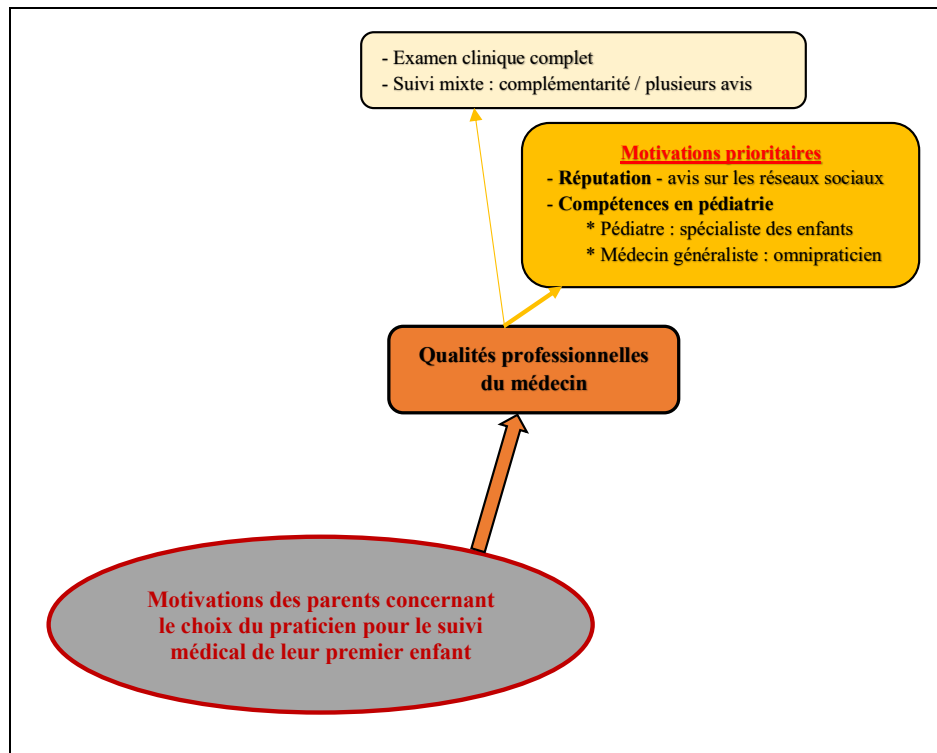 - Examen clinique complet
- Suivi mixte : complémentarité / plusieurs avis
Motivations prioritaires
- Réputation - avis sur les réseaux sociaux
- Compétences en pédiatrie
* Pédiatre : spécialiste des enfants
* Médecin généraliste : omnipraticien
Qualités professionnelles
du médecin
Motivations des parents concernant
le choix du praticien pour le suivi
médical de leur premier enfant